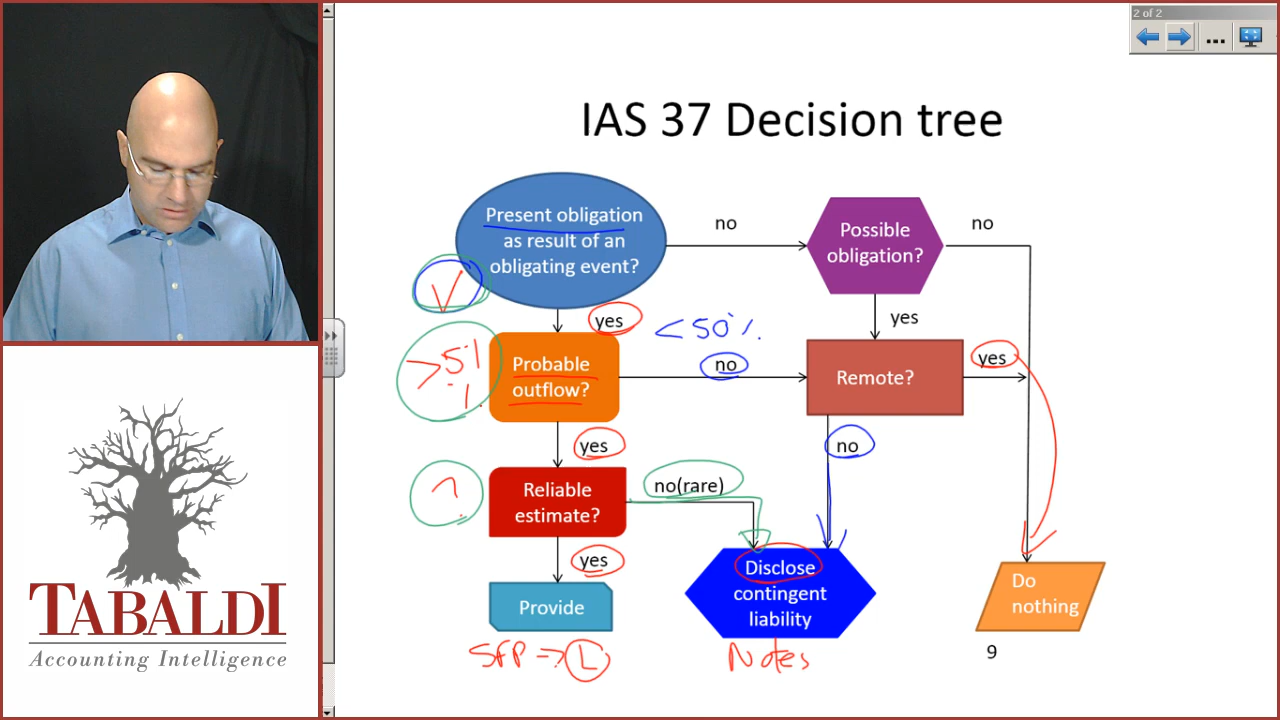 2 of 2
IAS 37 Decision tree
Present obligation
as result of an
obligating event?
no
Possible
obligation?
no
yes
<50%
yes
>51
%
Probable
outflow?
no
Remote?
yes
yes
no
?
Reliable
estimate?
no(rare)
yes
Disclose
contingent
liability
Do
nothing
Provide
SFP → L
Notes
9
TABALDI
Accounting Intelligence